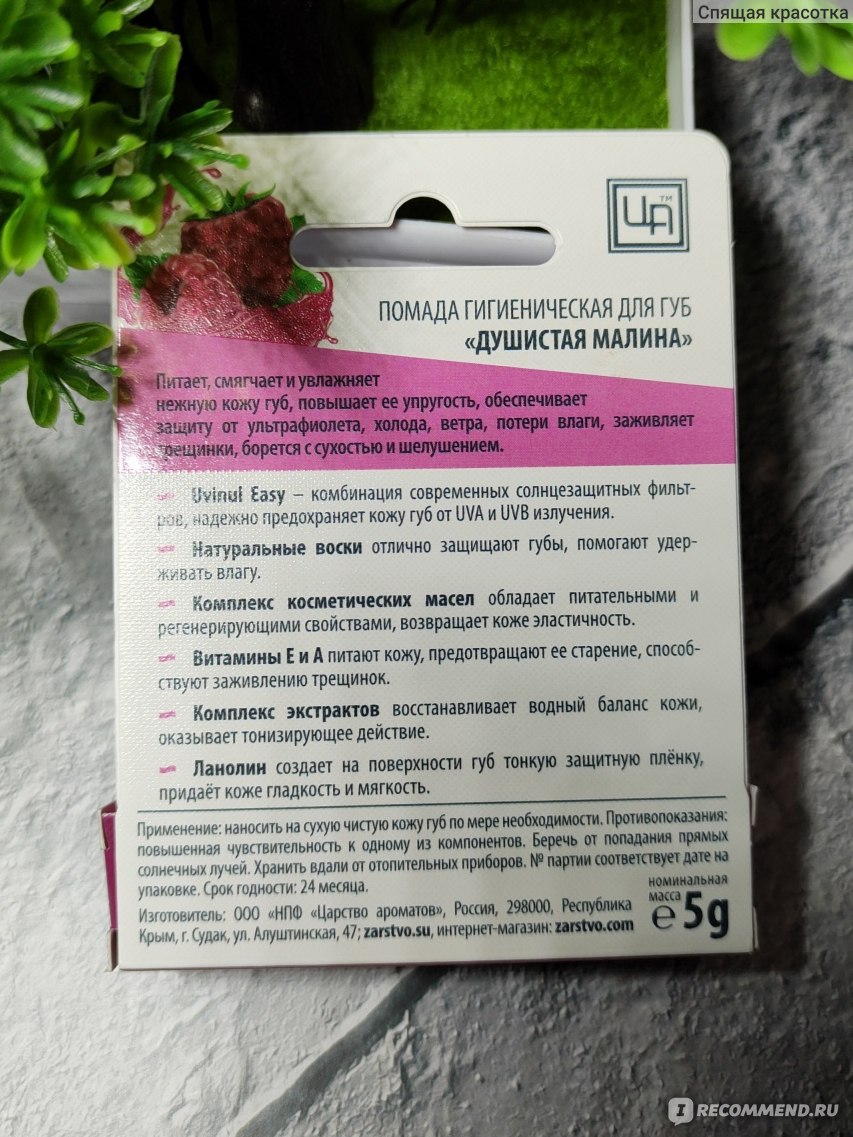 Спящая красотка
ЦА™
ПОМАДА ГИГИЕНИЧЕСКАЯ ДЛЯ ГУБ
«ДУШИСТАЯ МАЛИНА»
Питает, смягчает и увлажняет
нежную кожу губ, повышает ее упругость, обеспечивает
защиту от ультрафиолета, холода, ветра, потери влаги, заживляет
трещинки, борется с сухостью и шелушением.
Uvinul Easy – комбинация современных солнцезащитных фильт-
ров, надежно предохраняет кожу губ от UVA и UVB излучения.
Натуральные воски отлично защищают губы, помогают удер-
живать влагу.
Комплекс косметических масел обладает питательными и
регенерирующими свойствами, возвращает коже эластичность.
Витамины Е и А питают кожу, предотвращают ее старение, способ-
ствуют заживлению трещинок.
Комплекс экстрактов восстанавливает водный баланс кожи,
оказывает тонизирующее действие.
Ланолин создает на поверхности губ тонкую защитную плёнку,
придаёт коже гладкость и мягкость.
Применение: наносить на сухую чистую кожу губ по мере необходимости. Противопоказания:
повышенная чувствительность к одному из компонентов. Беречь от попадания прямых
солнечных лучей. Хранить вдали от отопительных приборов. № партии соответствует дате на
упаковке. Срок годности: 24 месяца.
Изготовитель: ООО «НПФ «Царство ароматов», Россия, 298000, Республика
Крым, г. Судак, ул. Алуштинская, 47; zarstvo.su, интернет-магазин: zarstvo.com
номинальная
масса
℮ 5g
IRECOMMEND.RU